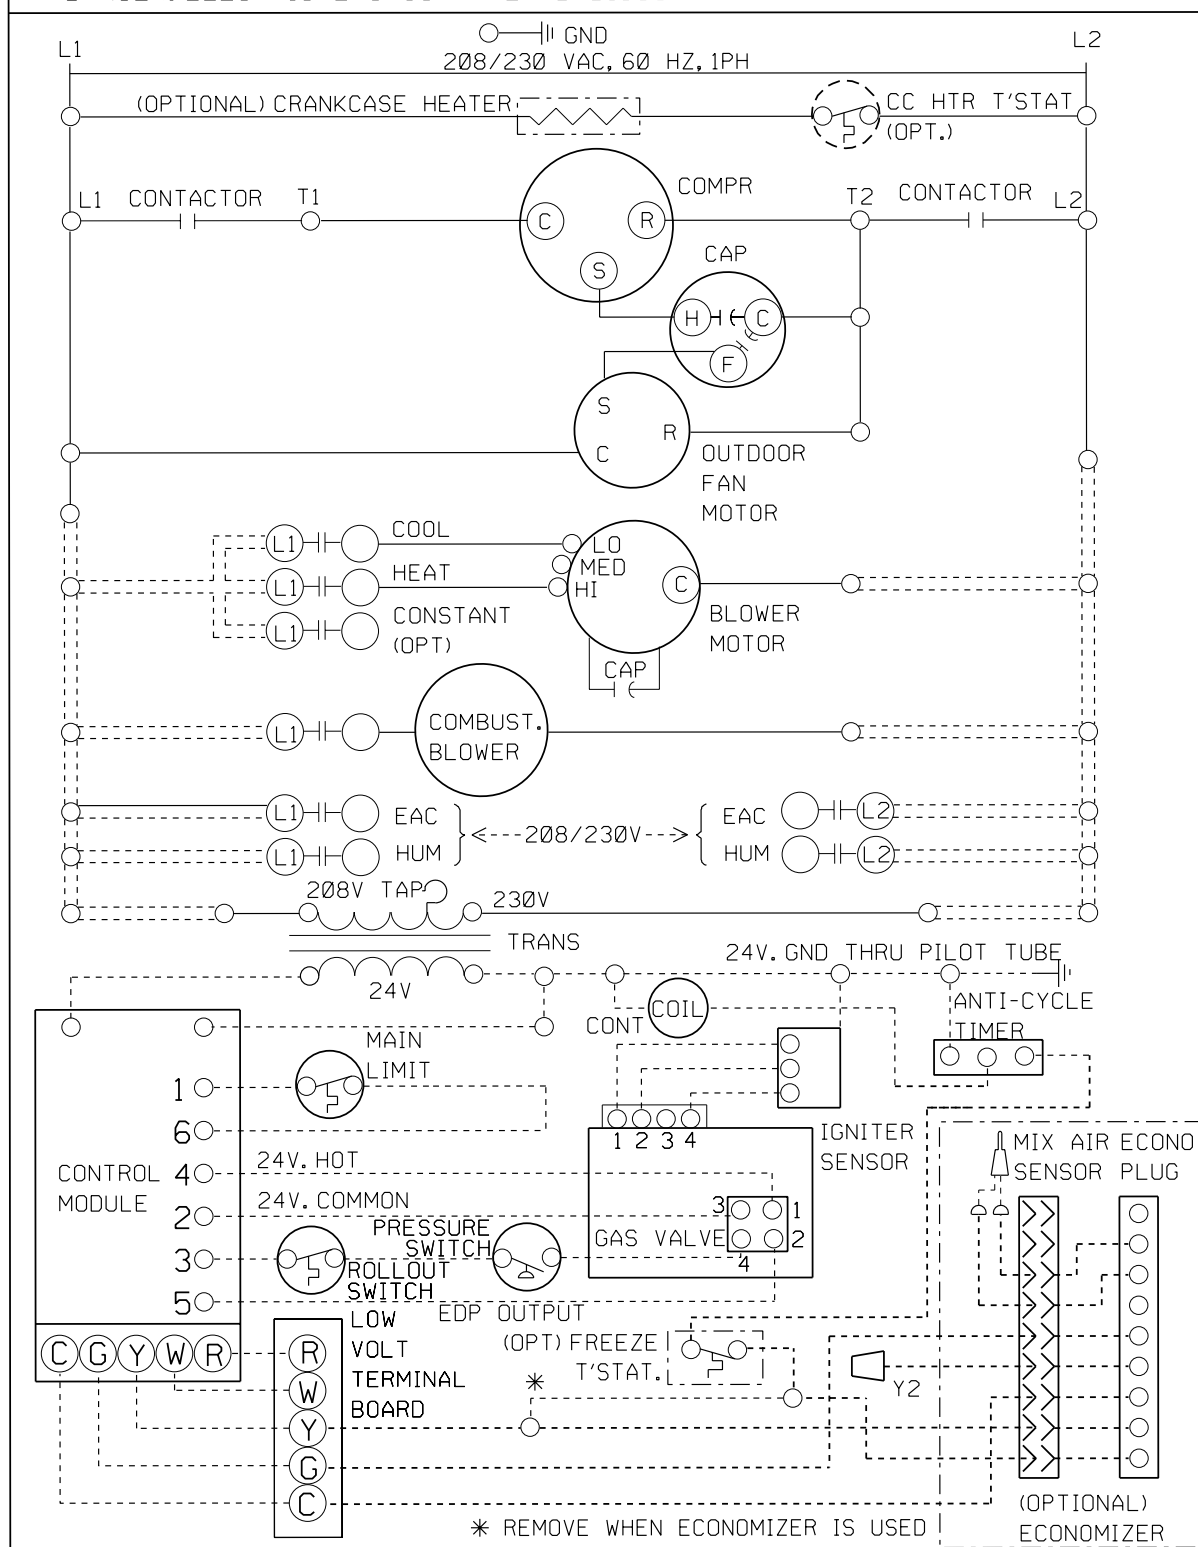 GND
L1
L2
208/230 VAC, 60 HZ, 1PH
(OPTIONAL) CRANKCASE HEATER
CC HTR T'STAT
(OPT.)
COMPR
L1
CONTACTOR
T1
T2
CONTACTOR
L2
C
R
S
CAP
H
C
F
S
R
C
OUTDOOR
FAN
MOTOR
L1
COOL
LO
MED
HI
L1
HEAT
C
L1
CONSTANT
(OPT)
BLOWER
MOTOR
CAP
L1
COMBUST.
BLOWER
L1
EAC
208/230V
EAC
L2
L1
HUM
HUM
L2
208V TAP
230V
TRANS
24V
24V. GND THRU PILOT TUBE
CONT
COIL
ANTI-CYCLE
TIMER
MAIN
LIMIT
1
6
CONTROL
MODULE
4
24V. HOT
2
24V. COMMON
3
5
PRESSURE
SWITCH
ROLLOUT
SWITCH
EDP OUTPUT
1 2 3 4
IGNITER
SENSOR
3
1
GAS VALVE
2
4
MIX AIR
SENSOR
ECONO
PLUG
C G Y W R
LOW
VOLT
TERMINAL
BOARD
R
W
Y
G
C
(OPT) FREEZE
T'STAT.
*
Y2
(OPTIONAL)
ECONOMIZER
* REMOVE WHEN ECONOMIZER IS USED